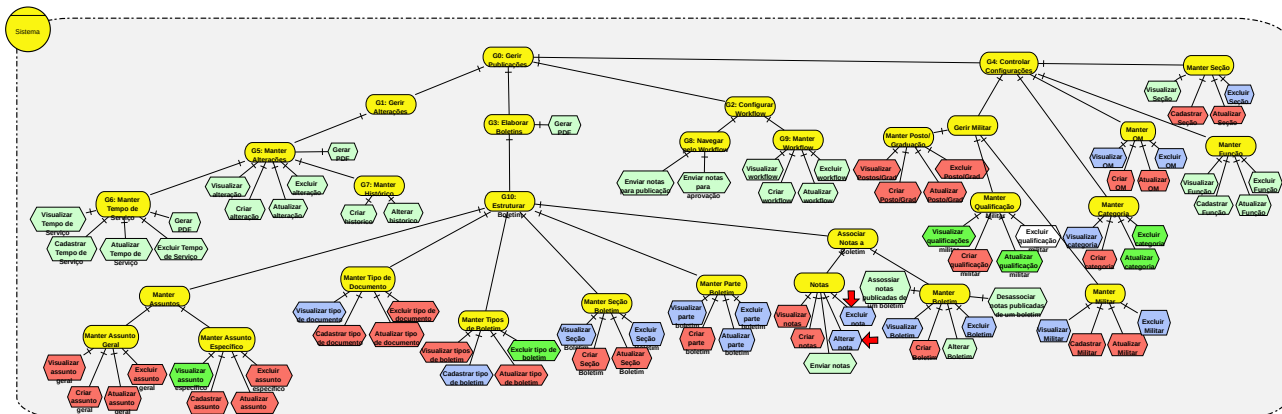 Sistema
G0: Gerir
Publicações
G4: Controlar
Configurações
Manter Seção
Visualizar
Seção
Excluir
Seção
Cadastrar
Seção
Atualizar
Seção
G1: Gerir
Alterações
G3: Elaborar
Boletins
Gerar
PDF
G2: Configurar
Workflow
G8: Navegar
pelo Workflow
G9: Manter
Workflow
Enviar notas
para publicação
Enviar notas
para
aprovação
Visualizar
workflow
Excluir
workflow
Criar
workflow
Atualizar
workflow
Manter Posto/
Graduação
Gerir Militar
Visualizar
Posto/Grad
Excluir
Posto/Grad
Criar
Posto/Grad
Atualizar
Posto/Grad
Manter
OM
Visualizar
OM
Excluir
OM
Criar
OM
Atualizar
OM
Manter
Função
Visualizar
Função
Excluir
Função
Cadastrar
Função
Atualizar
Função
G5: Manter
Alterações
Gerar
PDF
Visualizar
alteração
Excluir
alteração
Criar
alteração
Atualizar
alteração
G7: Manter
Histórico
Criar
historico
Alterar
historico
G6: Manter
Tempo de
Serviço
Visualizar
Tempo de
Serviço
Gerar
PDF
Cadastrar
Tempo de
Serviço
Atualizar
Tempo de
Serviço
Excluir Tempo
de Serviço
G10:
Estruturar
Boletim
Manter
Qualificação
Militar
Visualizar
qualificações
militar
Excluir
qualificação
militar
Criar
qualificação
militar
Atualizar
qualificação
militar
Manter
Categoria
Visualizar
categoria
Excluir
categoria
Criar
categoria
Atualizar
categoria
Associar
Notas a
Boletim
Manter
Assuntos
Manter Assunto
Geral
Visualizar
assunto
geral
Excluir
assunto
geral
Criar
assunto
geral
Atualizar
assunto
geral
Manter Assunto
Específico
Visualizar
assunto
específico
Excluir
assunto
específico
Cadastrar
assunto
Atualizar
assunto
Manter Tipo de
Documento
Visualizar tipo
de documento
Excluir tipo de
documento
Cadastrar tipo
de documento
Atualizar tipo
de documento
Manter Tipos
de Boletim
Visualizar tipos
de boletim
Excluir tipo de
boletim
Cadastrar tipo
de boletim
Atualizar tipo
de boletim
Manter Seção
Boletim
Visualizar
Seção
Boletim
Excluir
Seção
Boletim
Criar
Seção
Boletim
Atualizar
Seção
Boletim
Manter Parte
Boletim
Visualizar
parte
boletim
Excluir
parte
boletim
Criar
parte
boletim
Atualizar
parte
boletim
Notas
Visualizar
notas
Excluir
nota
Criar
notas
Alterar
nota
Enviar notas
Assossiar
notas
publicadas de
um boletim
Manter
Boletim
Desassociar
notas publicadas
de um boletim
Visualizar
Boletim
Excluir
Boletim
Criar
Boletim
Alterar
Boletim
Manter
Militar
Visualizar
Militar
Excluir
Militar
Cadastrar
Militar
Atualizar
Militar